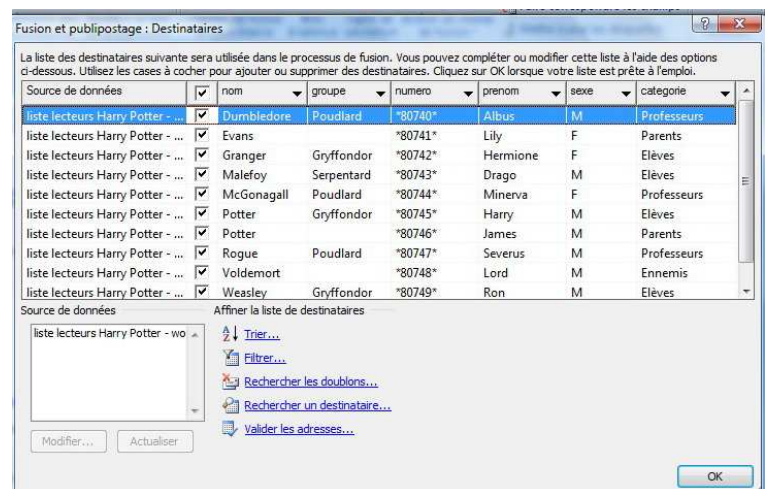 Fusion et publipostage : Destinataires
La liste des destinataires suivante sera utilisée dans le processus de fusion. Vous pouvez compléter ou modifier cette liste à l'aide des options
ci-dessous. Utilisez les cases à cocher pour ajouter ou supprimer des destinataires. Cliquez sur OK lorsque votre liste est prête à l'emploi.
Source de données nom groupe numero prenom sexe categorie
liste lecteurs Harry Potter - ... Dumbledore Poudlard *80740* Albus M Professeurs
liste lecteurs Harry Potter - ... Evans *80741* Lily F Parents
liste lecteurs Harry Potter - ... Granger Gryffondor *80742* Hermione F Elèves
liste lecteurs Harry Potter - ... Malefoy Serpentard *80743* Drago M Elèves
liste lecteurs Harry Potter - ... McGonagall Poudlard *80744* Minerva F Professeurs
liste lecteurs Harry Potter - ... Potter Gryffondor *80745* Harry M Elèves
liste lecteurs Harry Potter - ... Potter *80746* James M Parents
liste lecteurs Harry Potter - ... Rogue Poudlard *80747* Severus M Professeurs
liste lecteurs Harry Potter - ... Voldemort *80748* Lord M Ennemis
liste lecteurs Harry Potter - ... Weasley Gryffondor *80749* Ron M Elèves
Source de données Affiner la liste de destinataires
liste lecteurs Harry Potter - wo
Trier...
Filtrer...
Rechercher les doublons...
Rechercher un destinataire...
Valider les adresses...
Modifier... Actualiser
OK